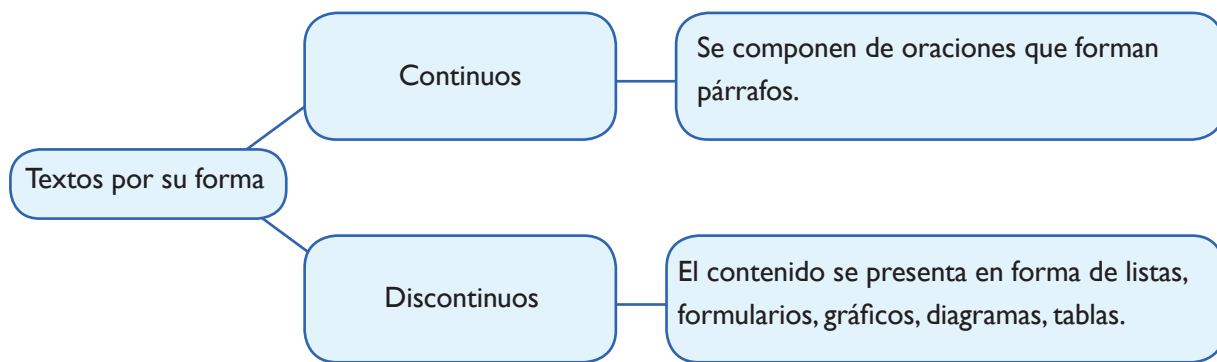 Continuos
Se componen de oraciones que forman
párrafos.
Textos por su forma
Discontinuos
El contenido se presenta en forma de listas,
formularios, gráficos, diagramas, tablas.